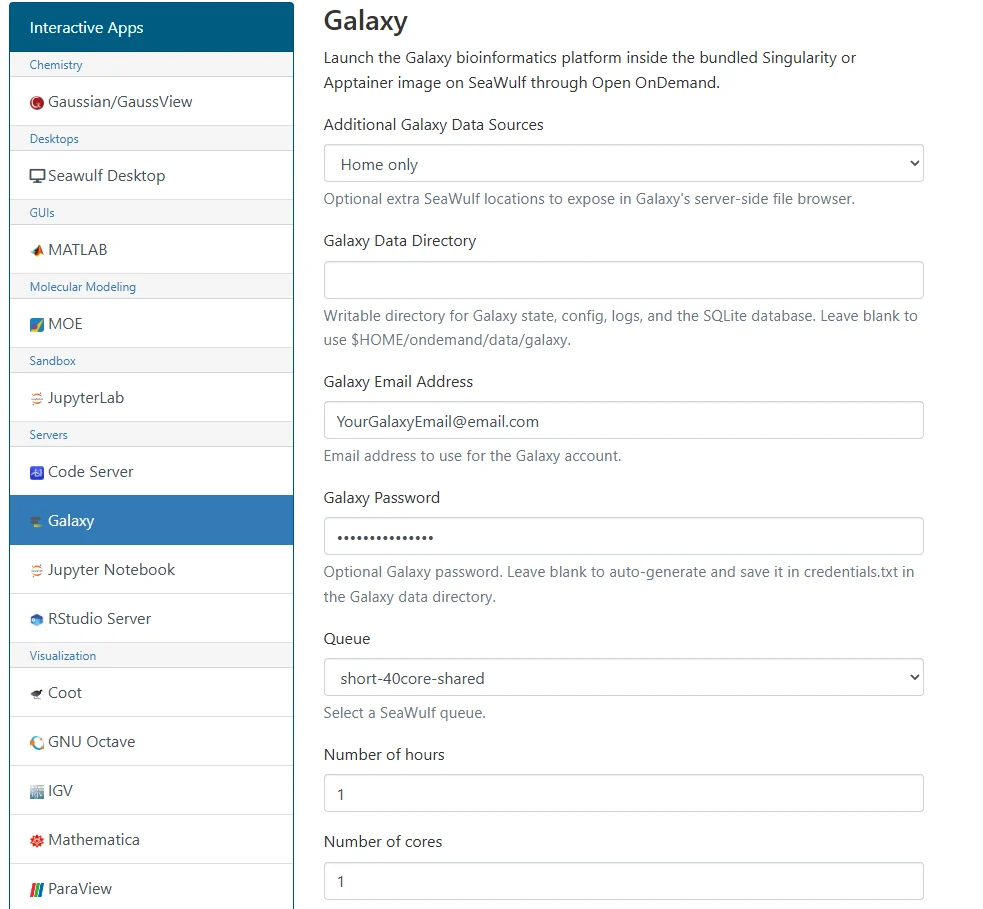 Interactive Apps
Chemistry
Gaussian/GaussView
Desktops
Seawulf Desktop
GUIs
MATLAB
Molecular Modeling
MOE
Sandbox
JupyterLab
Servers
Code Server
Galaxy
Jupyter Notebook
RStudio Server
Visualization
Coot
GNU Octave
IGV
Mathematica
ParaView
Galaxy
Launch the Galaxy bioinformatics platform inside the bundled Singularity or
Apptainer image on SeaWulf through Open OnDemand.
Additional Galaxy Data Sources
Home only
Optional extra SeaWulf locations to expose in Galaxy's server-side file browser.
Galaxy Data Directory
Writable directory for Galaxy state, config, logs, and the SQLite database. Leave blank to
use $HOME/ondemand/data/galaxy.
Galaxy Email Address
YourGalaxyEmail@email.com
Email address to use for the Galaxy account.
Galaxy Password
•••••••••••••••
Optional Galaxy password. Leave blank to auto-generate and save it in credentials.txt in
the Galaxy data directory.
Queue
short-40core-shared
Select a SeaWulf queue.
Number of hours
1
Number of cores
1